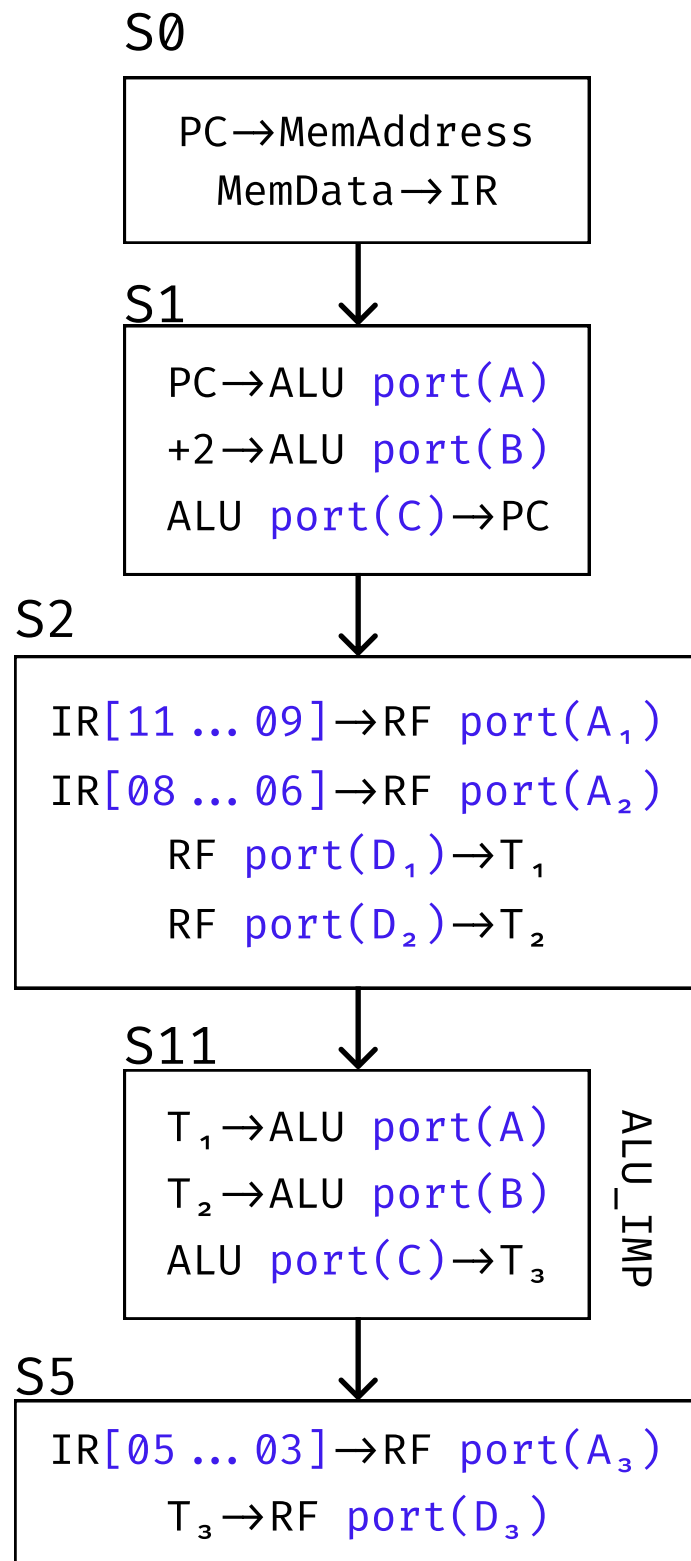 S0
PC→MemAddress
MemData→IR
S1
PC→ALU port(A)
+2→ALU port(B)
ALU port(C)→PC
S2
IR[11 ... 09]→RF port(A₁)
IR[08 ... 06]→RF port(A₂)
RF port(D₁)→T₁
RF port(D₂)→T₂
S11
T₁→ALU port(A)
T₂→ALU port(B)
ALU port(C)→T₃
ALU_IMP
S5
IR[05 ... 03]→RF port(A₃)
T₃→RF port(D₃)